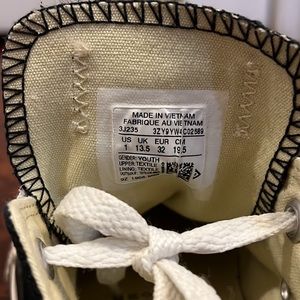 MADE IN VIETNAM
FABRIQUE AU VIETNAM
3J235 3ZY9YW4C02589
US UK EUR CM
1 13.5 32 19.5
GENDER: YOUTH
UPPER: TEXTILE
LINING: TEXTILE